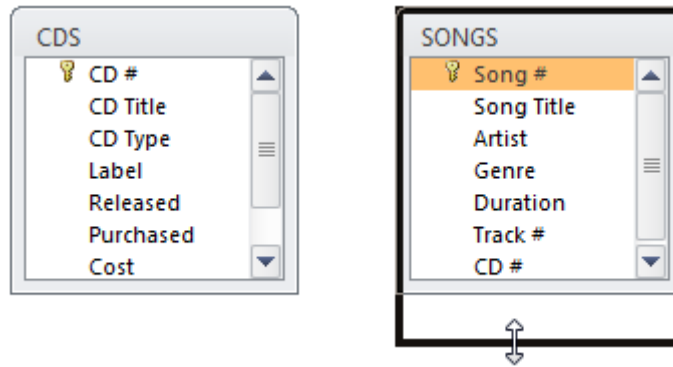 CDS
CD #
CD Title
CD Type
Label
Released
Purchased
Cost
SONGS
Song #
Song Title
Artist
Genre
Duration
Track #
CD #